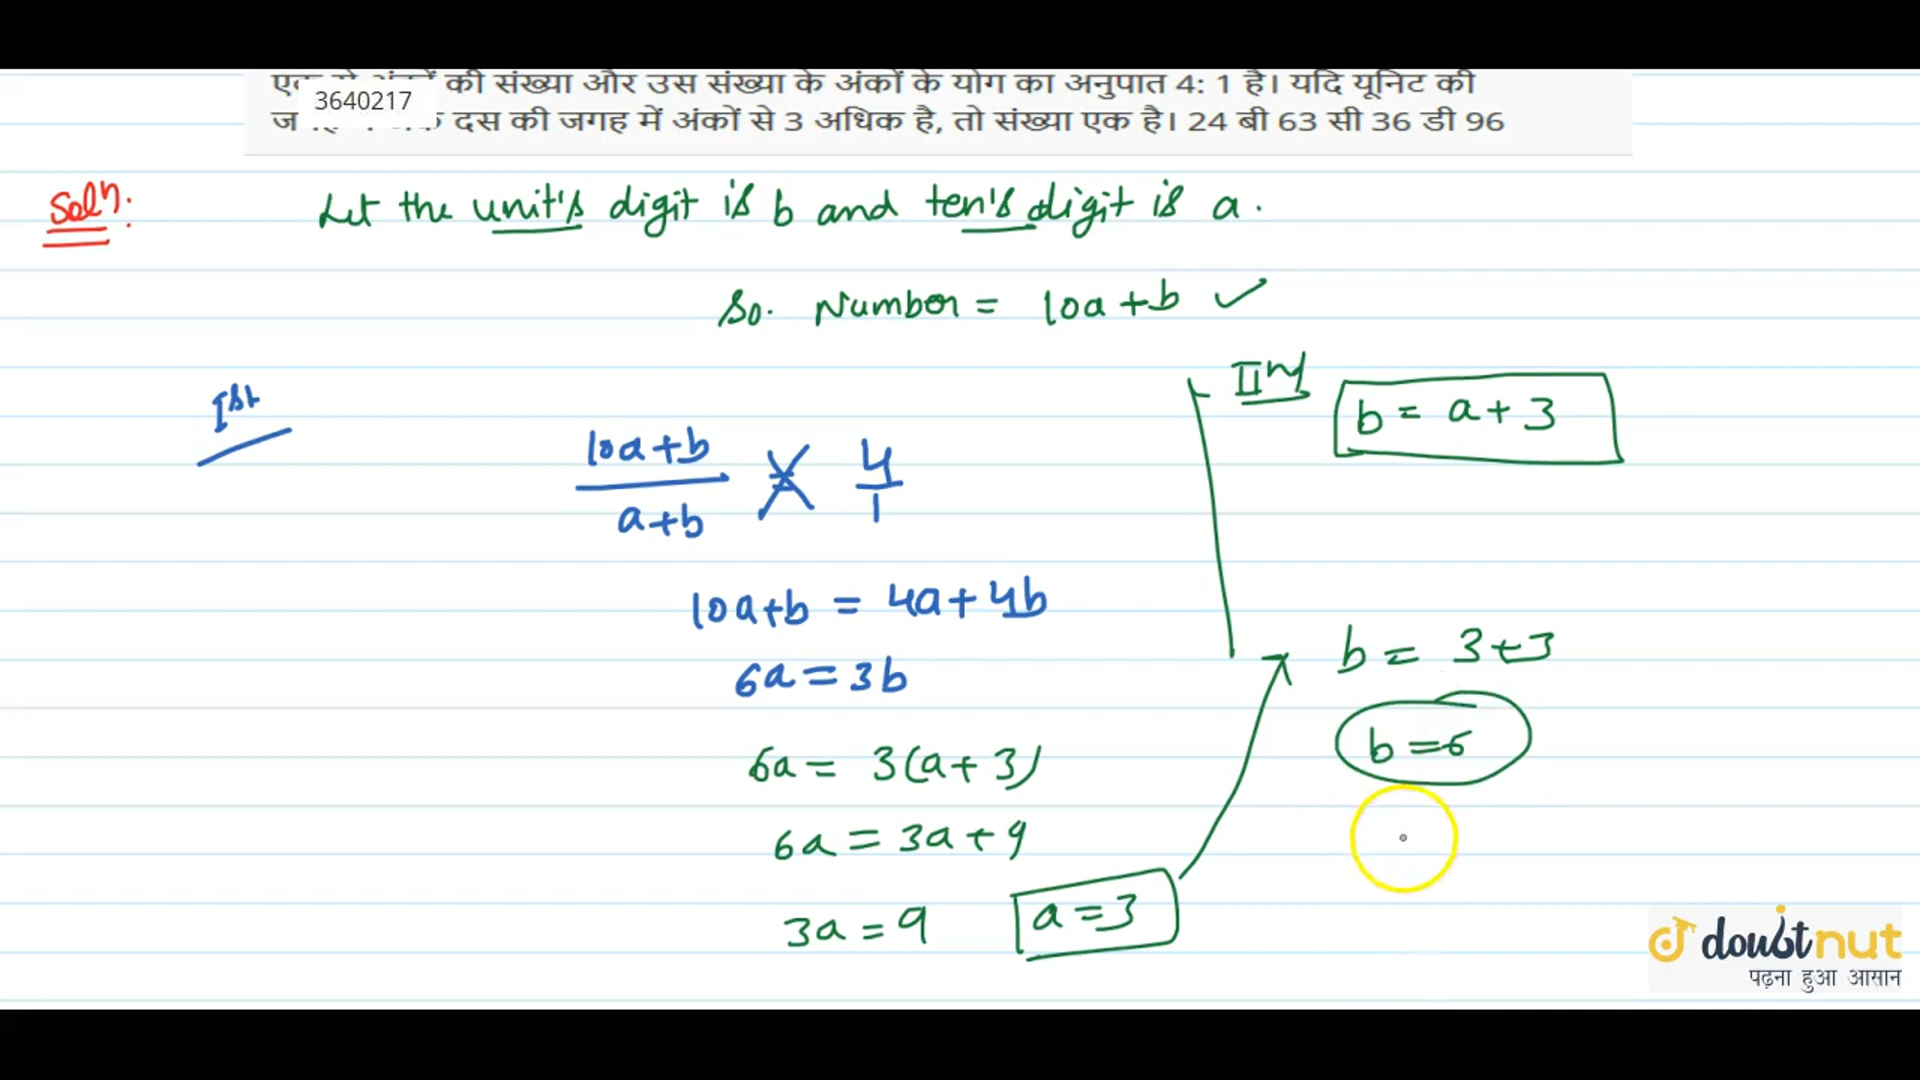 की संख्या और उस संख्या के अंकों के योग का अनुपात 4: 1 है। यदि यूनिट की
3640217
दस की जगह में अंकों से 3 अधिक है, तो संख्या एक है। 24 बी 63 सी 36 डी 96
Solⁿ:
Let the unit's digit is b and ten's digit is a.
So. Number = 10a+b ✓
Ist
IInd
b = a+3
10a+b
a+b
=
4
1
10a+b = 4a+4b
6a = 3b
6a = 3(a+3)
6a = 3a+9
3a = 9
a=3
b = 3+3
b=6
doubtnut
पढ़ना हुआ आसान